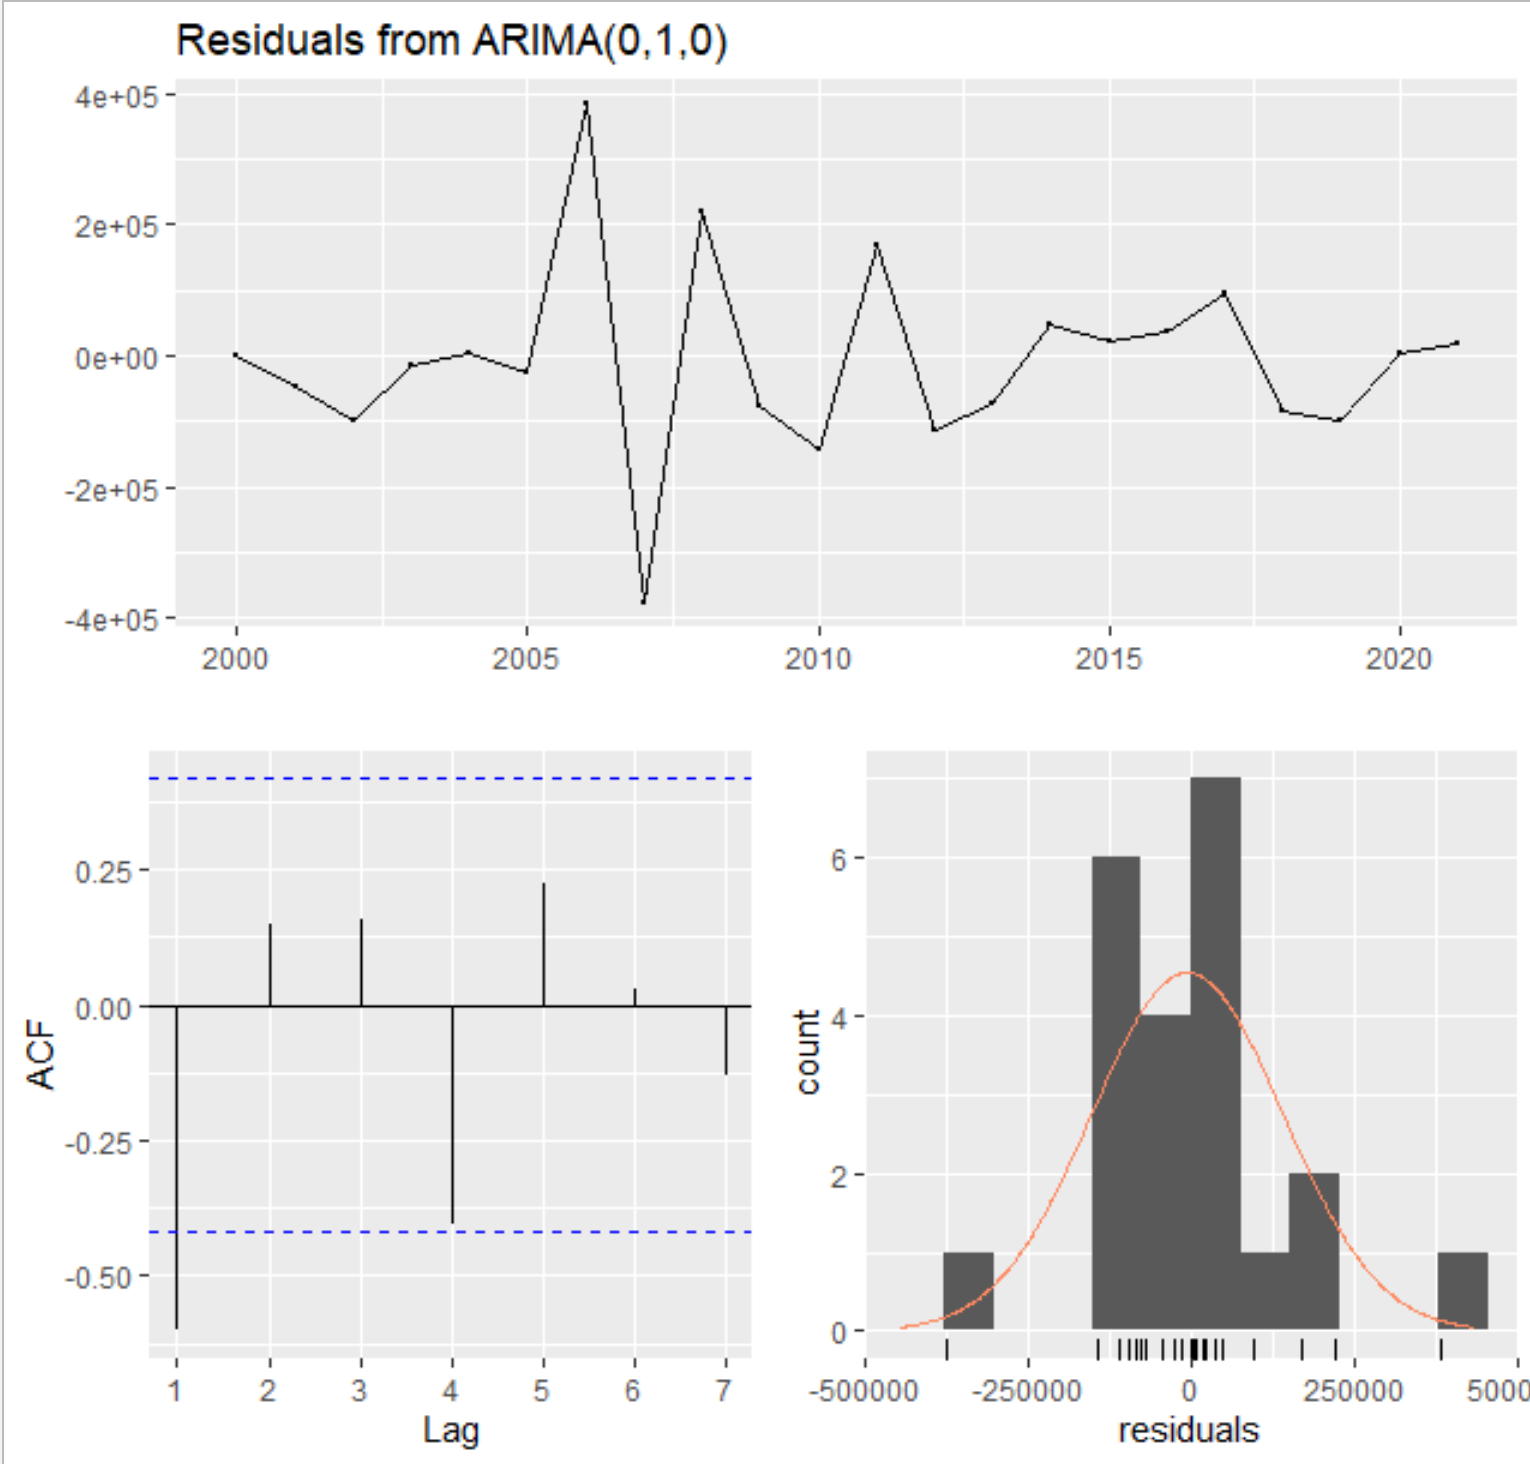 Residuals from ARIMA(0,1,0)
4e+05
2e+05
0e+00
-2e+05
-4e+05
2000 2005 2010 2015 2020
ACF
0.25
0.00
-0.25
-0.50
1 2 3 4 5 6 7
Lag
count
6
4
2
0
-500000 -250000 0 250000 5000
residuals